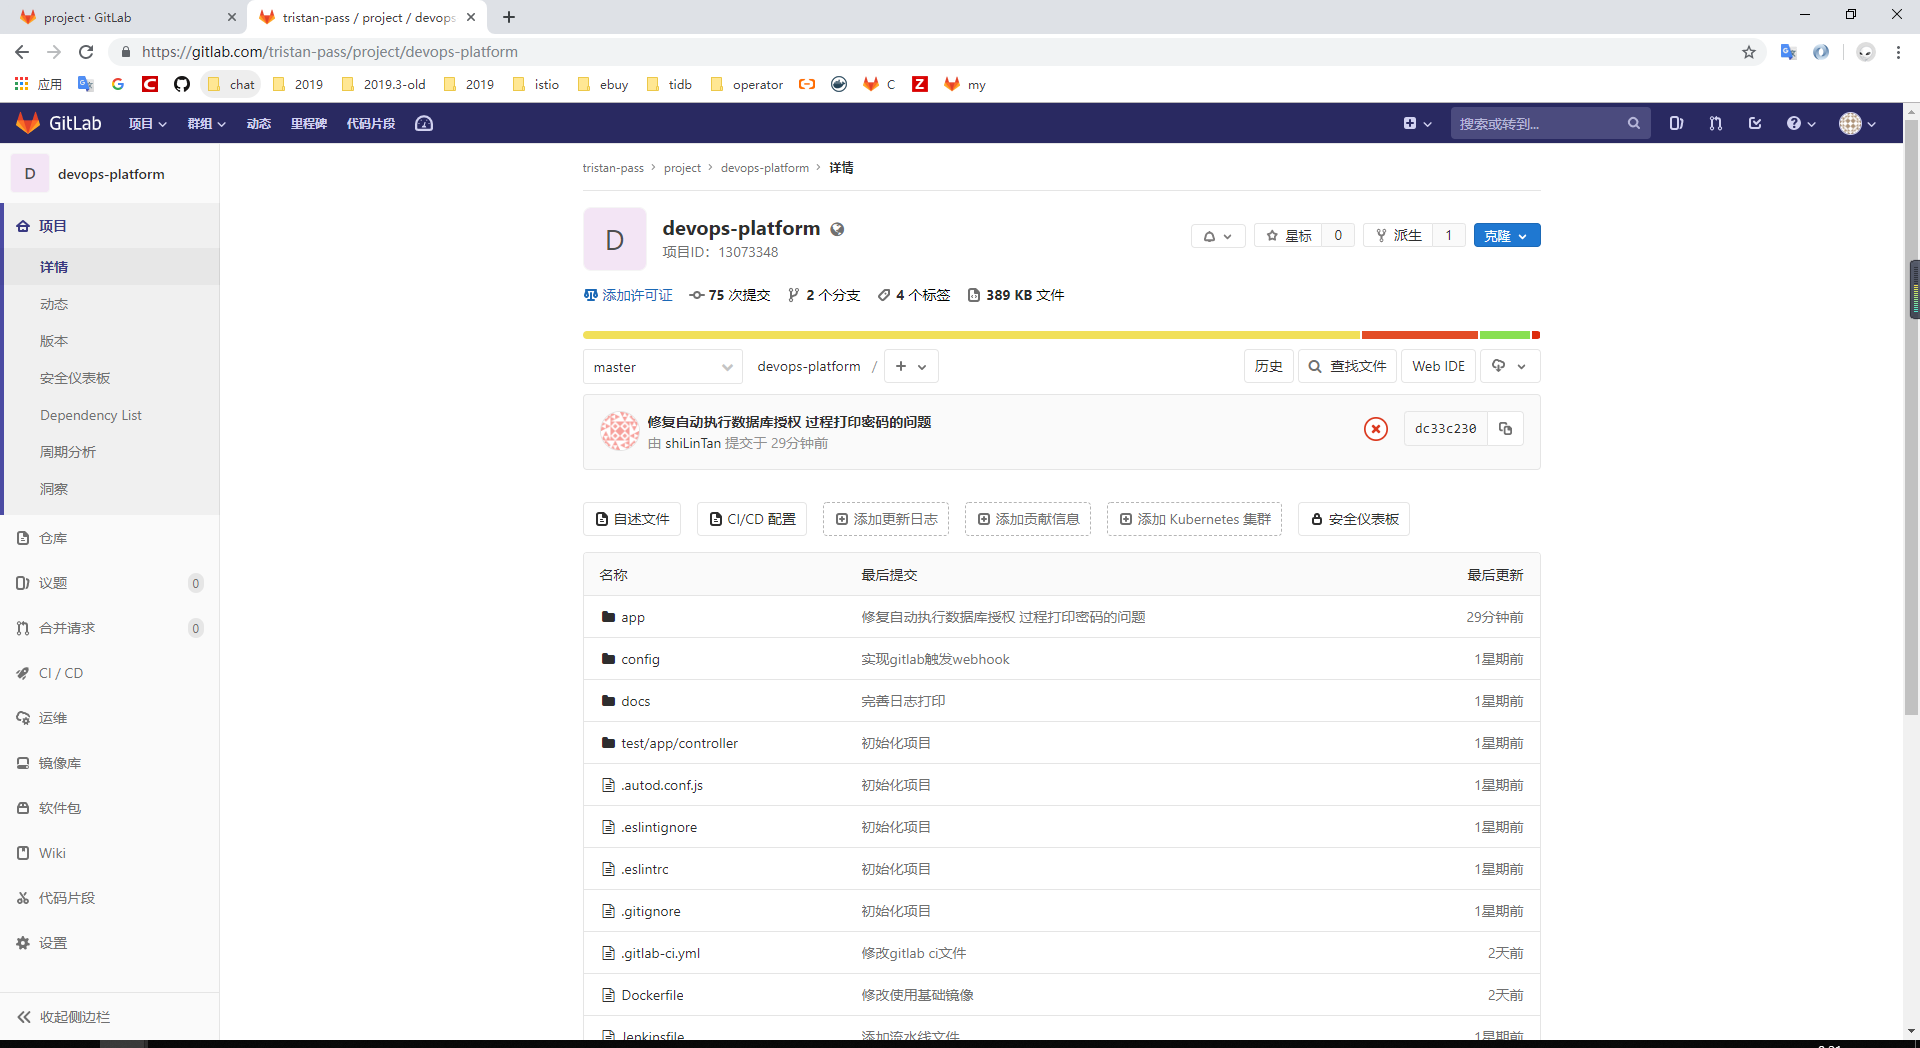 project · GitLab
tristan-pass / project / devops
https://gitlab.com/tristan-pass/project/devops-platform
应用 chat 2019 2019.3-old 2019 istio ebuy tidb operator C my
GitLab 项目 群组 动态 里程碑 代码片段 搜索或转到...
D devops-platform
项目
详情
动态
版本
安全仪表板
Dependency List
周期分析
洞察
仓库
议题 0
合并请求 0
CI / CD
运维
镜像库
软件包
Wiki
代码片段
设置
收起侧边栏
tristan-pass › project › devops-platform › 详情
D
devops-platform
项目ID: 13073348
星标 0 派生 1 克隆
添加许可证 75 次提交 2 个分支 4 个标签 389 KB 文件
master devops-platform / + 历史 查找文件 Web IDE
修复自动执行数据库授权 过程打印密码的问题
由 shiLinTan 提交于 29分钟前
dc33c230
自述文件 CI/CD 配置 添加更新日志 添加贡献信息 添加 Kubernetes 集群 安全仪表板
名称 最后提交 最后更新
app 修复自动执行数据库授权 过程打印密码的问题 29分钟前
config 实现gitlab触发webhook 1星期前
docs 完善日志打印 1星期前
test/app/controller 初始化项目 1星期前
.autod.conf.js 初始化项目 1星期前
.eslintignore 初始化项目 1星期前
.eslintrc 初始化项目 1星期前
.gitignore 初始化项目 1星期前
.gitlab-ci.yml 修改gitlab ci文件 2天前
Dockerfile 修改使用基础镜像 2天前
Jenkinsfile 添加流水线文件 1星期前